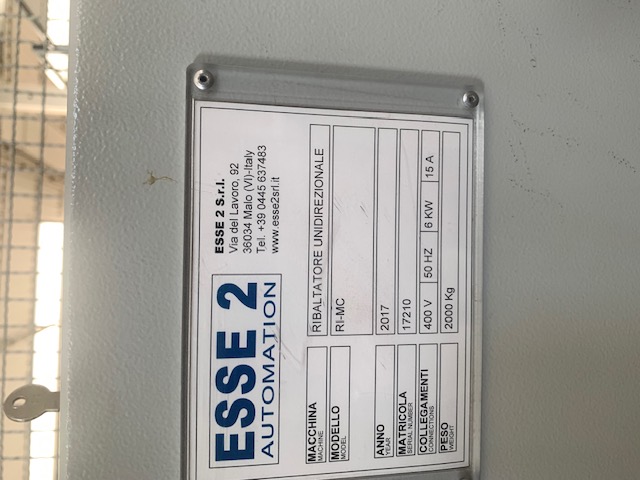 ESSE 2
AUTOMATION
ESSE 2 S.r.l.
Via del Lavoro, 92
36034 Malo (VI)-Italy
Tel. +39 0445 637483
www.esse2srl.it
MACCHINA RIBALTATORE UNIDIREZIONALE
MACHINE
MODELLO RI-MC
MODEL
ANNO 2017
YEAR
MATRICOLA 17210
SERIAL NUMBER
COLLEGAMENTI 400 V 50 HZ 6 KW 15 A
CONNECTIONS
PESO 2000 Kg
WEIGHT